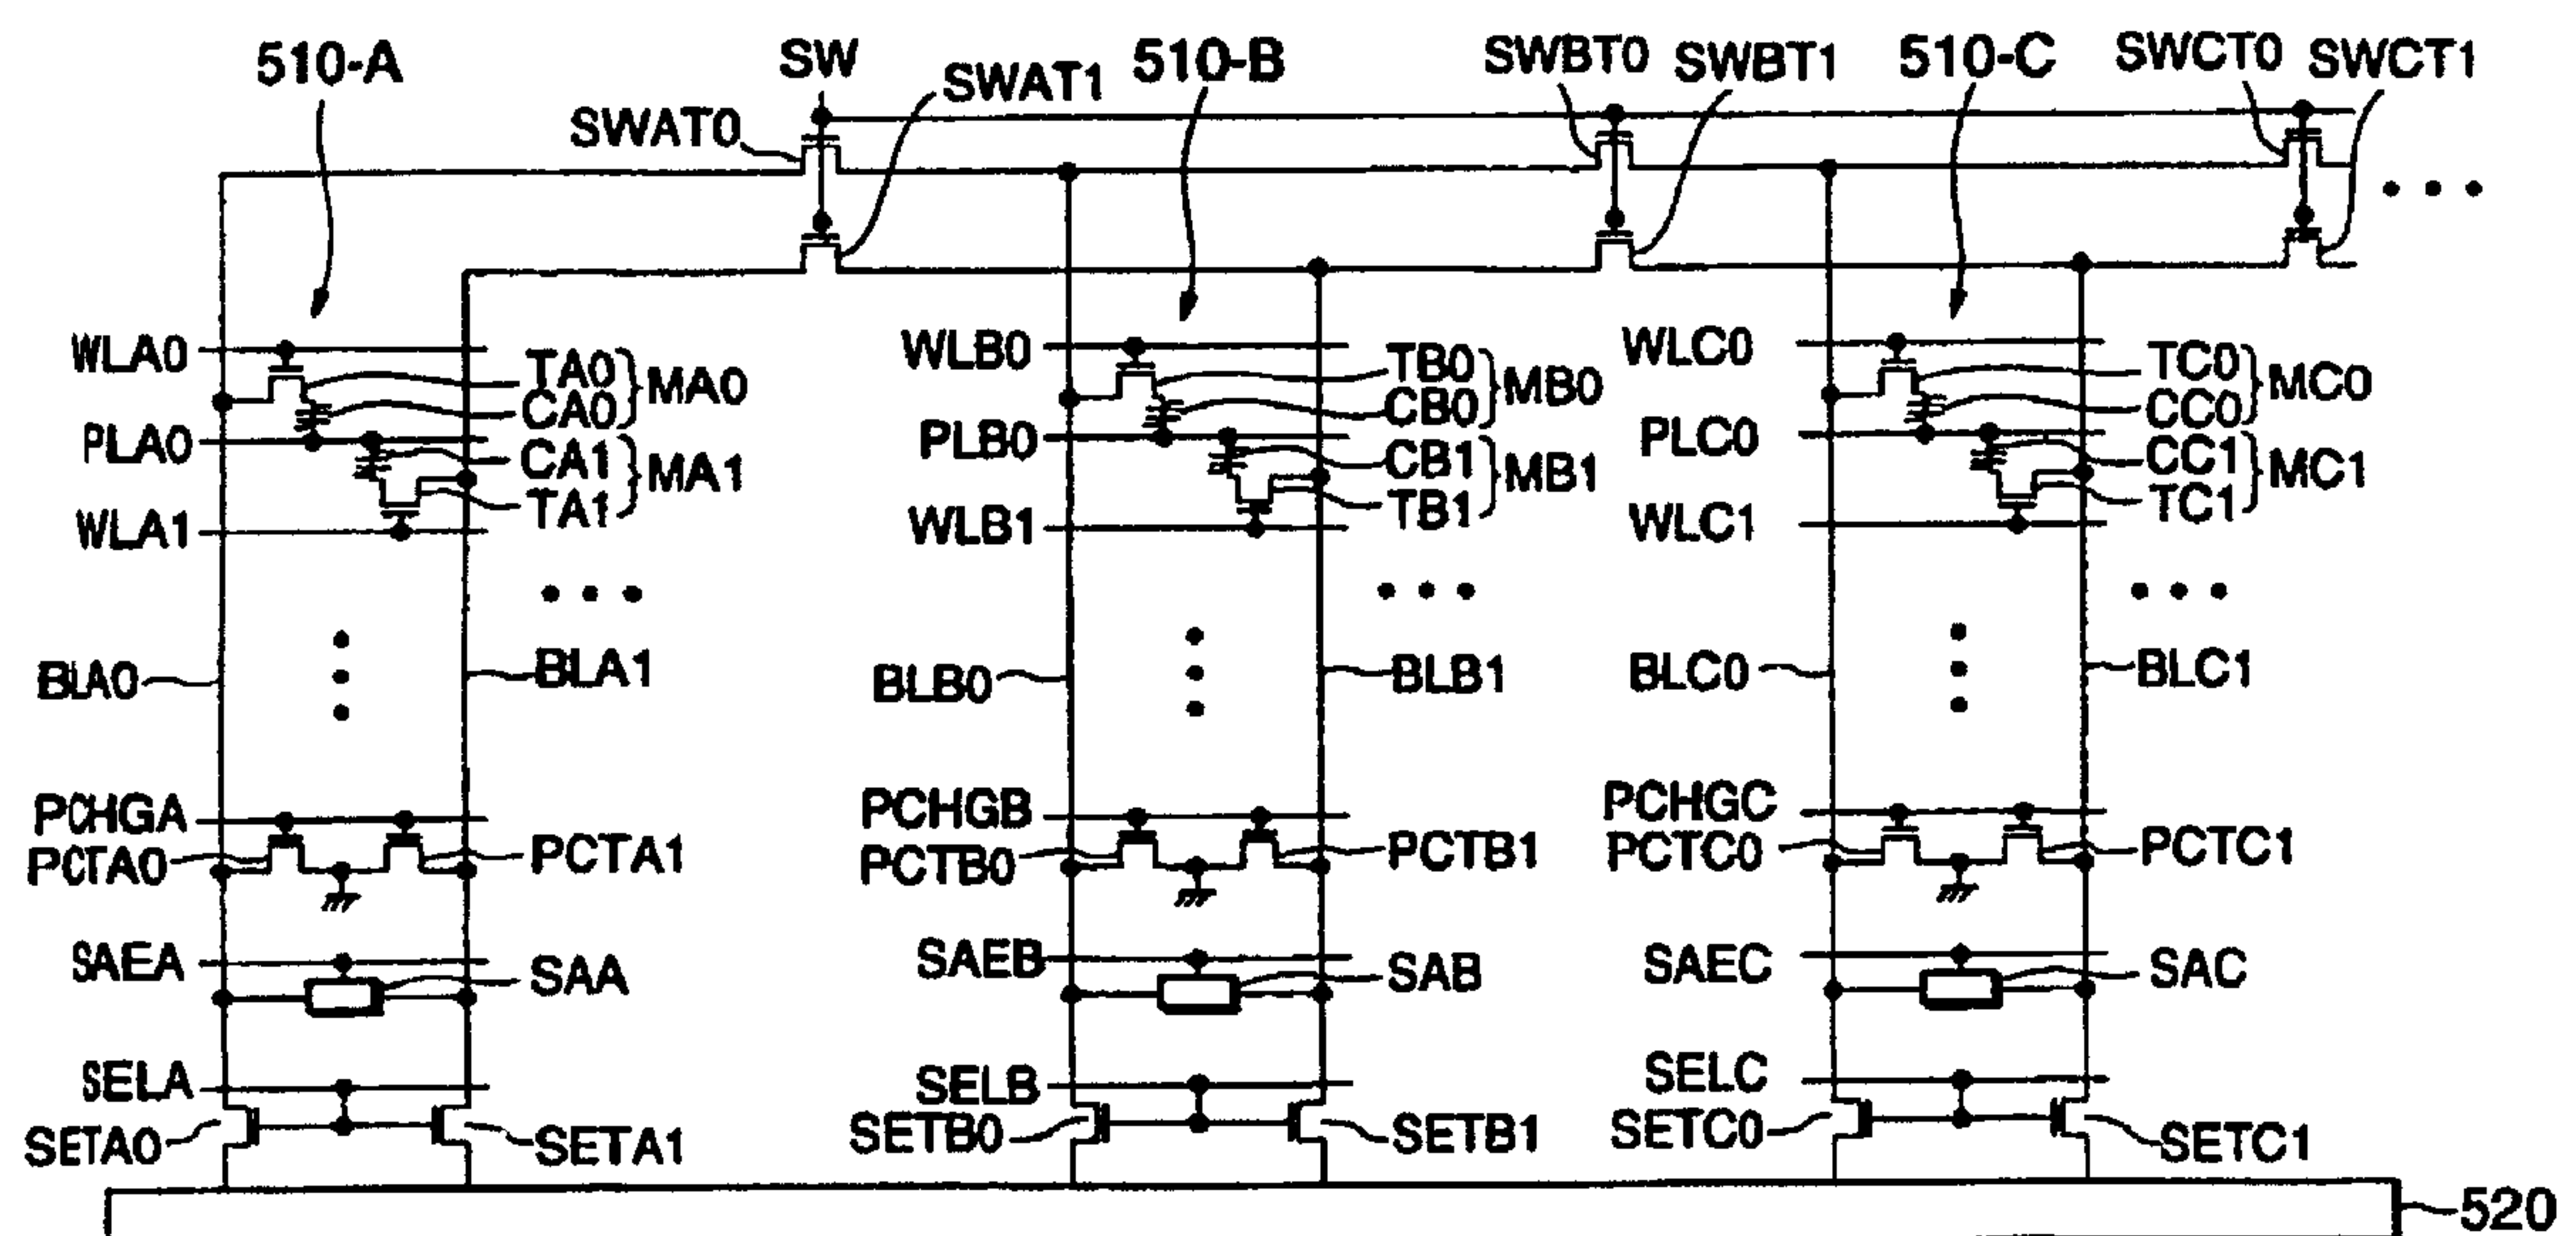 510-A SW SWAT1 510-B SWBT0 SWBT1 510-C SWCT0 SWCT1
SWAT0
WLA0 TA0 CA0 MA0 WLB0 TB0 CB0 MB0 WLC0 TC0 CC0 MC0
PLA0 CA1 TA1 MA1 PLB0 CB1 TB1 MB1 PLC0 CC1 TC1 MC1
WLA1 WLB1 WLC1
BLA0 BLA1 BLB0 BLB1 BLC0 BLC1
PCHGA PCHGB PCHGC
PCTA0 PCTA1 PCTB0 PCTB1 PCTC0 PCTC1
SAEA SAA SAEB SAB SAEC SAC
SELA SELB SELC
SETA0 SETA1 SETB0 SETB1 SETC0 SETC1
520